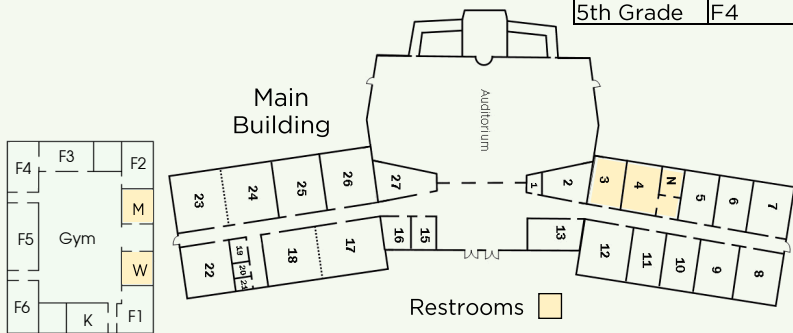 5th Grade F4
Main
Building
Auditorium
23
24
25
26
27
1
2
3
4
N
5
6
7
22
19
20
21
18
17
16
15
13
12
11
10
9
8
F4
F3
F2
M
F5
Gym
W
F6
K
F1
Restrooms